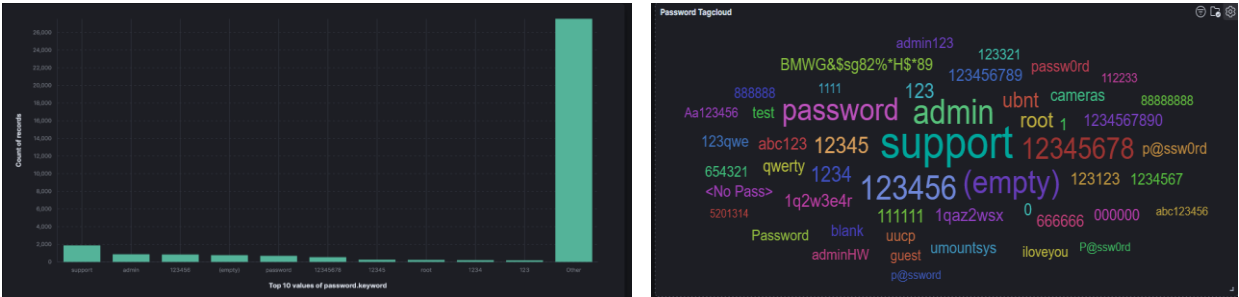 26,000
24,000
22,000
20,000
18,000
16,000
14,000
12,000
10,000
8,000
6,000
4,000
2,000
0
Count of records
support admin 123456 (empty) password 12345678 12345 root 1234 123 Other
Top 10 values of password.keyword
Password Tagcloud
admin123
123321
BMWG&$sg82%*H$*89 123456789 passw0rd
112233
888888 1111 123 cameras 88888888
Aa123456 test password admin ubnt
root 1 1234567890
123qwe abc123 12345 support 12345678 p@ssw0rd
654321 qwerty 1234 123456 (empty) 123123 1234567
<No Pass> 1q2w3e4r
5201314 111111 1qaz2wsx 0 666666 000000 abc123456
Password blank uucp
adminHW guest umountsys iloveyou P@ssw0rd
p@ssword